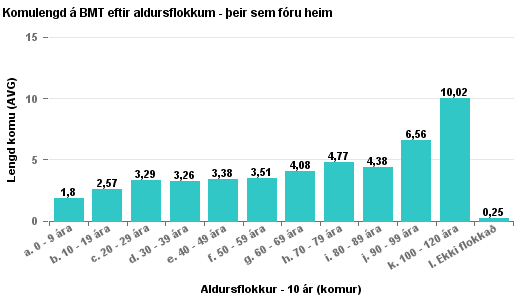 Komulengd á BMT eftir aldursflokkum - þeir sem fóru heim
Lengd komu (AVG)
15
10
5
0
1,8
2,57
3,29
3,26
3,38
3,51
4,08
4,77
4,38
6,56
10,02
0,25
a. 0 - 9 ára
b. 10 - 19 ára
c. 20 - 29 ára
d. 30 - 39 ára
e. 40 - 49 ára
f. 50 - 59 ára
g. 60 - 69 ára
h. 70 - 79 ára
i. 80 - 89 ára
j. 90 - 99 ára
k. 100 - 120 ára
l. Ekki flokkað
Aldursflokkur - 10 ár (komur)